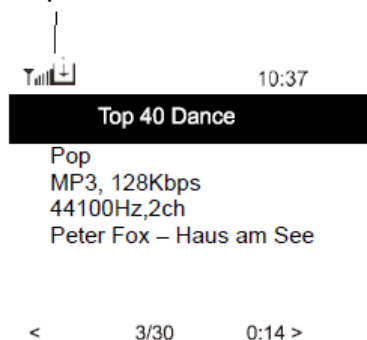 10:37
Top 40 Dance
Pop
MP3, 128Kbps
44100Hz,2ch
Peter Fox – Haus am See
< 3/30 0:14 >